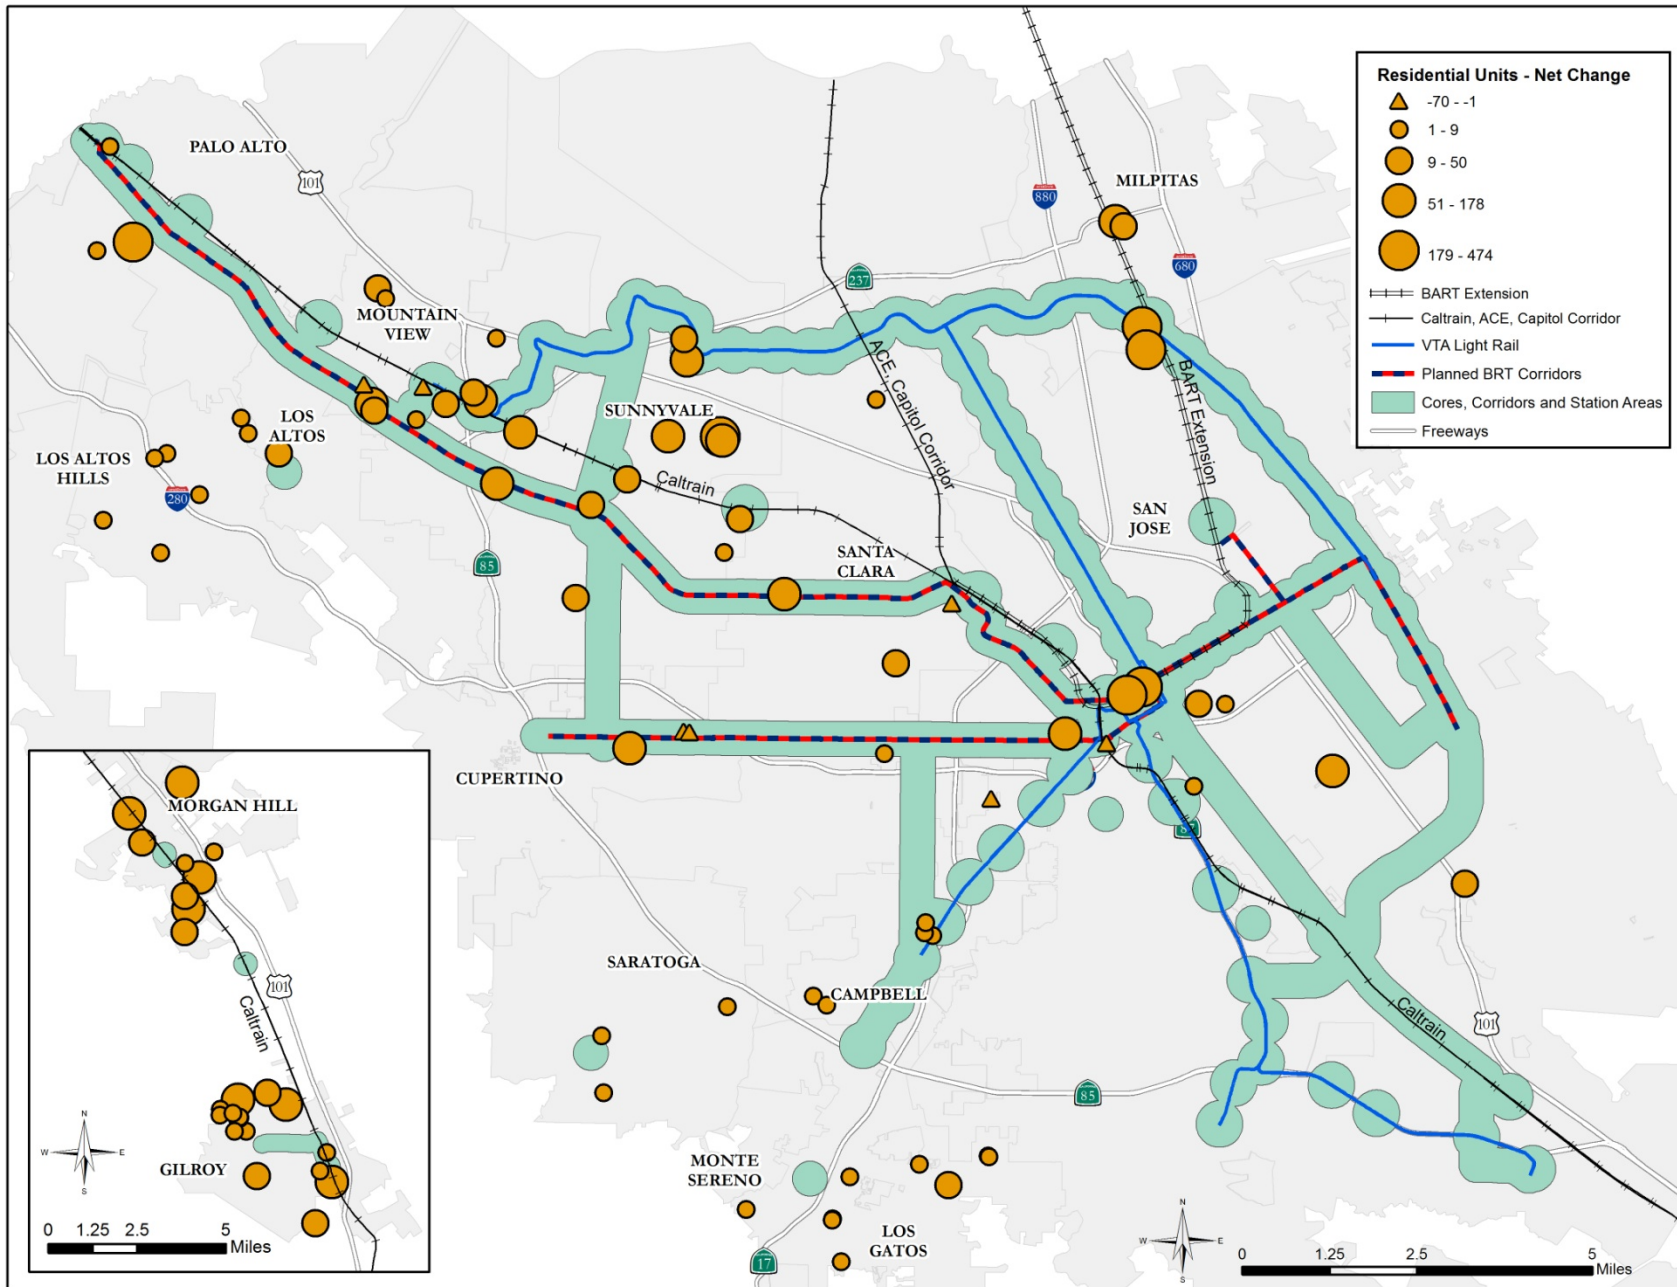 Residential Units - Net Change
-70 - -1
1 - 9
9 - 50
51 - 178
179 - 474
BART Extension
Caltrain, ACE, Capitol Corridor
VTA Light Rail
Planned BRT Corridors
Cores, Corridors and Station Areas
Freeways
PALO ALTO
101
880
MILPITAS
680
237
MOUNTAIN
VIEW
ACE, Capitol Corridor
BART Extension
SUNNYVALE
LOS
ALTOS
LOS ALTOS
HILLS
280
Caltrain
SAN
JOSE
SANTA
CLARA
85
CUPERTINO
87
SARATOGA
CAMPBELL
Caltrain
101
85
MONTE
SERENO
LOS
GATOS
17
N
W E
S
0 1.25 2.5 5
Miles
MORGAN HILL
101
Caltrain
GILROY
N
W E
S
0 1.25 2.5 5
Miles